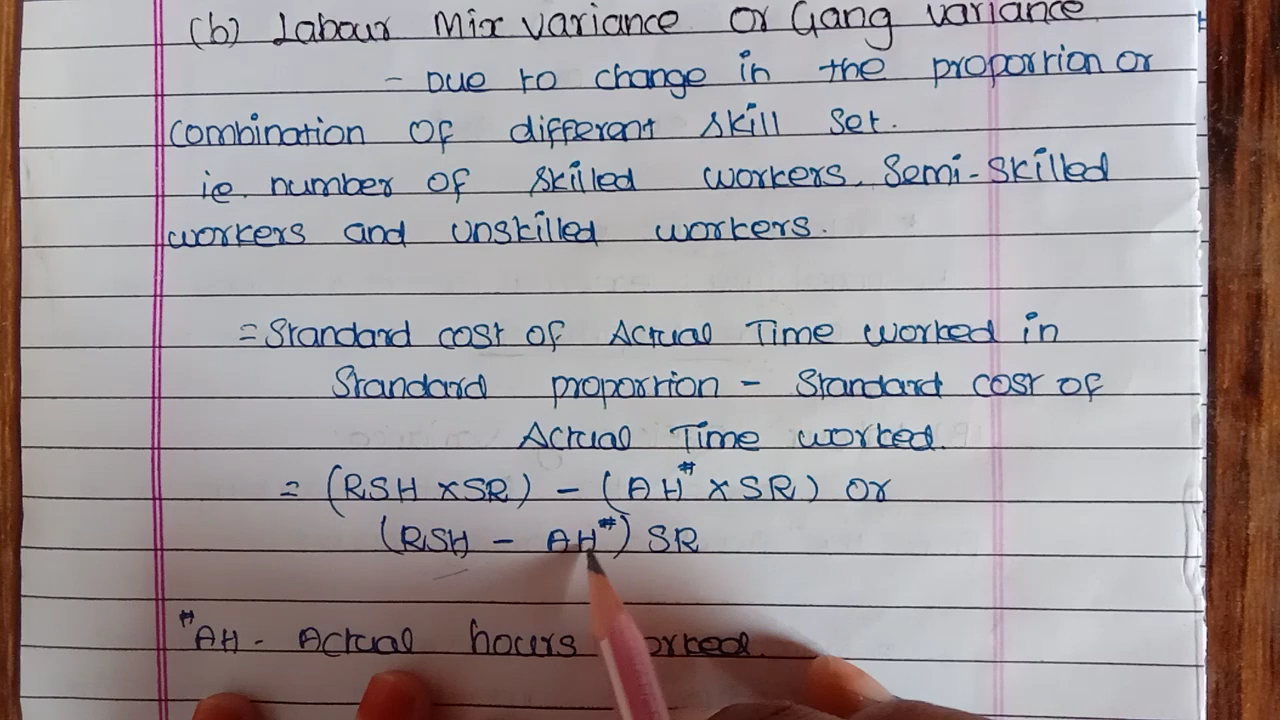 (b) Labour Mix variance or Gang variance
- Due to change in the proportion or
combination of different skill set.
ie. number of skilled workers, Semi-skilled
workers and unskilled workers.
= Standard cost of Actual Time worked in
Standard proportion - Standard cost of
Actual Time worked.
= (RSH x SR) - (AH# x SR) or
(RSH - AH#) SR
#AH - Actual hours